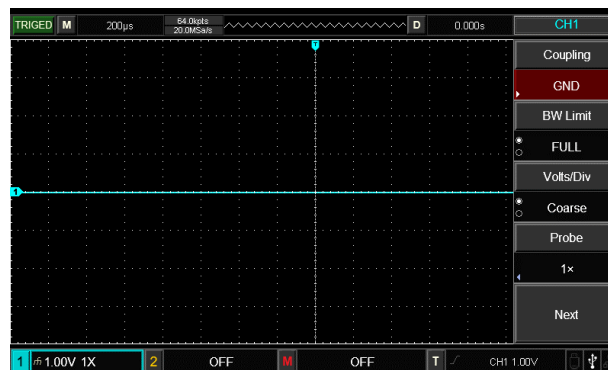 TRIGED M 200μs 64.0kpts D 0.000s CH1
20.0MSa/s
T
Coupling
GND
BW Limit
FULL
Volts/Div
1
Coarse
Probe
1×
Next
1 1.00V 1X 2 OFF M OFF T CH1 1.00V